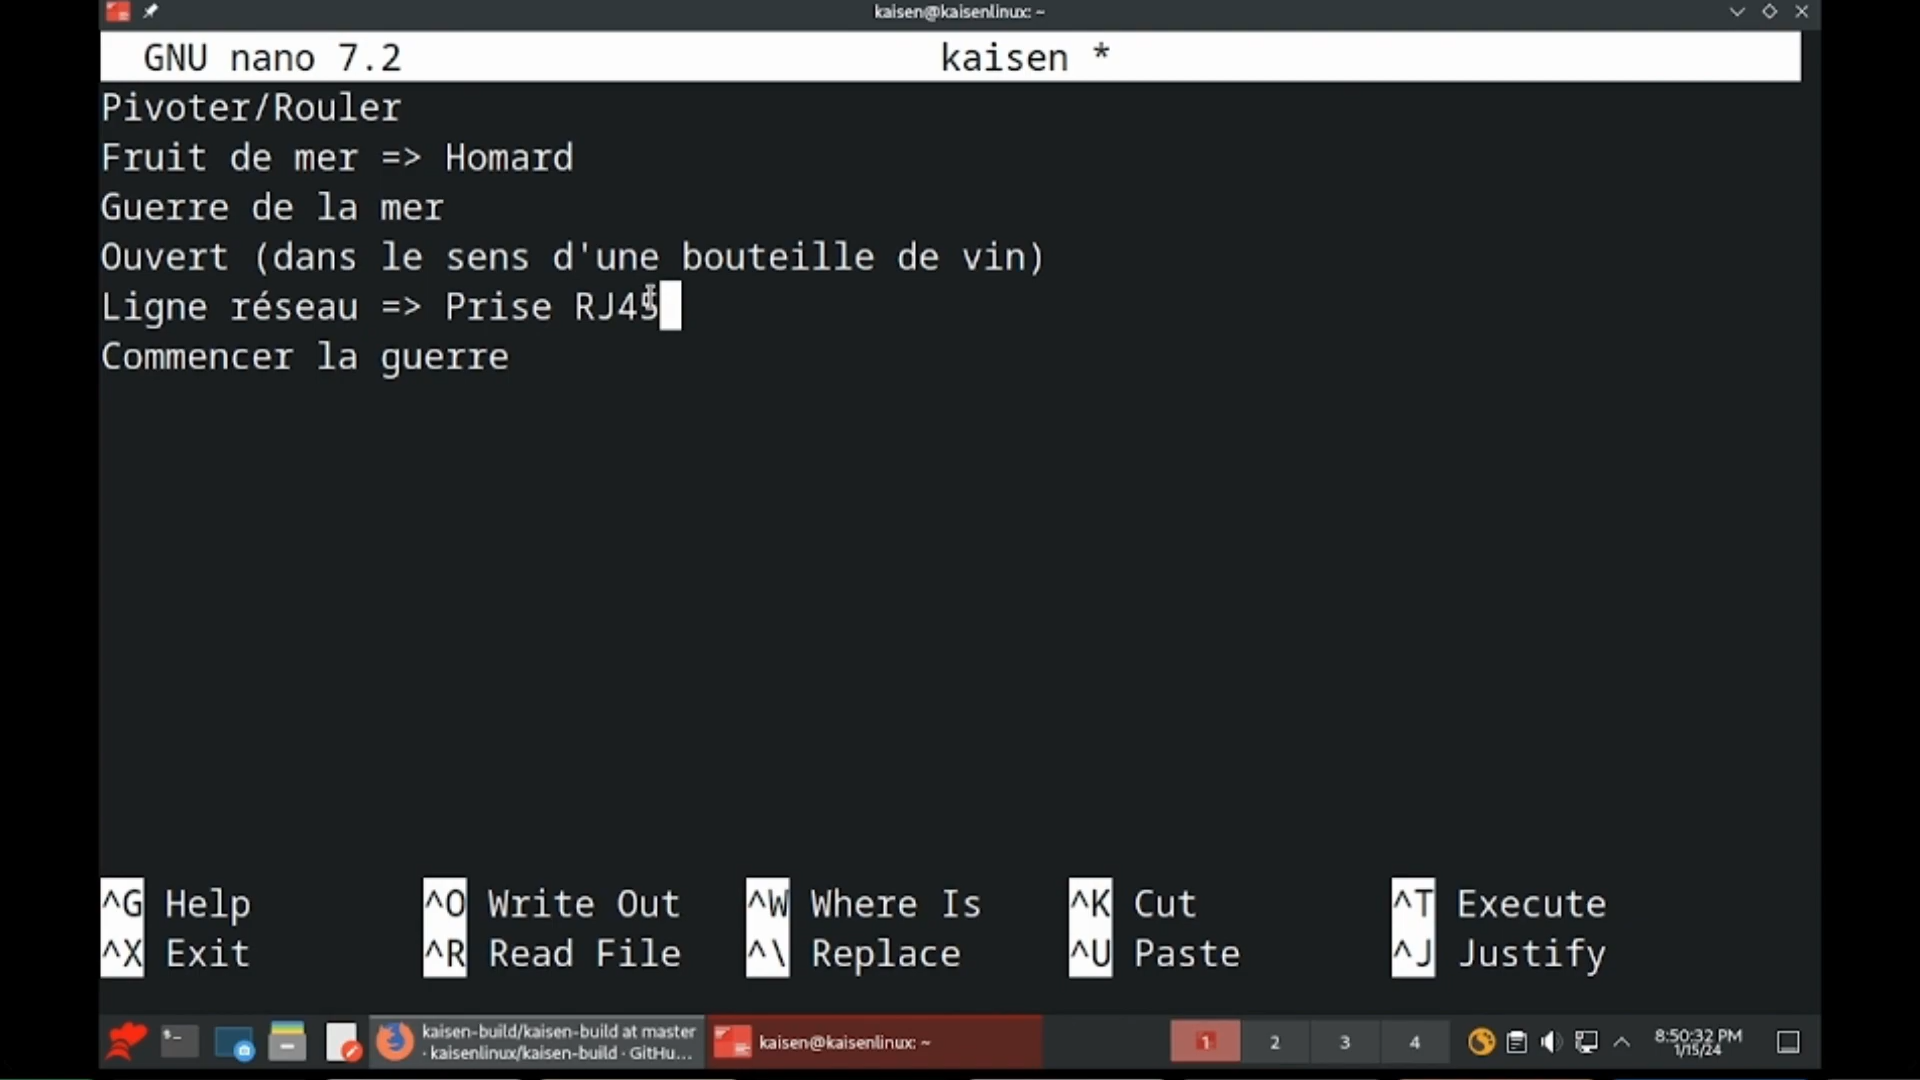 kaisen@kaisenlinux: ~
GNU nano 7.2 kaisen *
Pivoter/Rouler
Fruit de mer => Homard
Guerre de la mer
Ouvert (dans le sens d'une bouteille de vin)
Ligne réseau => Prise RJ45
Commencer la guerre
^G Help ^O Write Out ^W Where Is ^K Cut ^T Execute
^X Exit ^R Read File ^\ Replace ^U Paste ^J Justify
kaisen-build/kaisen-build at master
· kaisenlinux/kaisen-build · GitHu...
kaisen@kaisenlinux: ~
1 2 3 4
8:50:32 PM
1/15/24